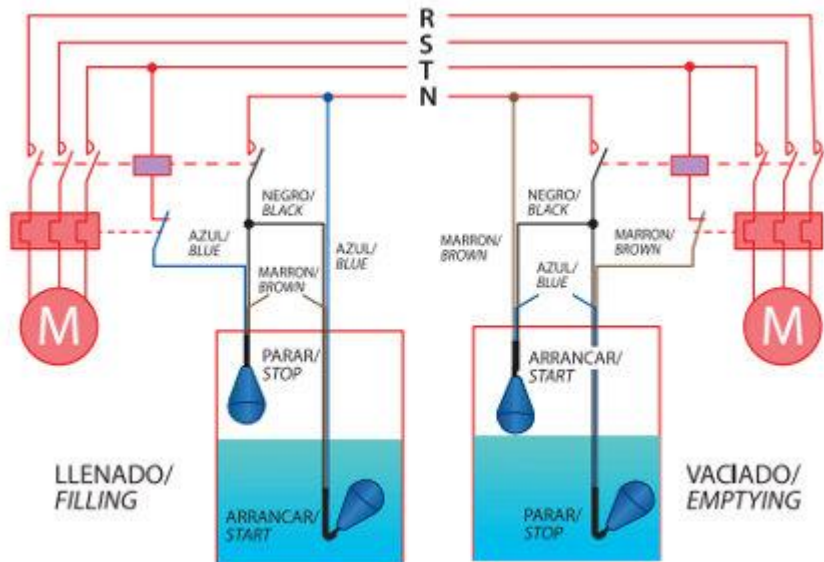 R
S
T
N
NEGRO/
BLACK
AZUL/
BLUE
MARRON/
BROWN
AZUL/
BLUE
PARAR/
STOP
ARRANCAR/
START
LLENADO/
FILLING
M
NEGRO/
BLACK
MARRON/
BROWN
AZUL/
BLUE
MARRON/
BROWN
ARRANCAR/
START
PARAR/
STOP
VACIADO/
EMPTYING
M